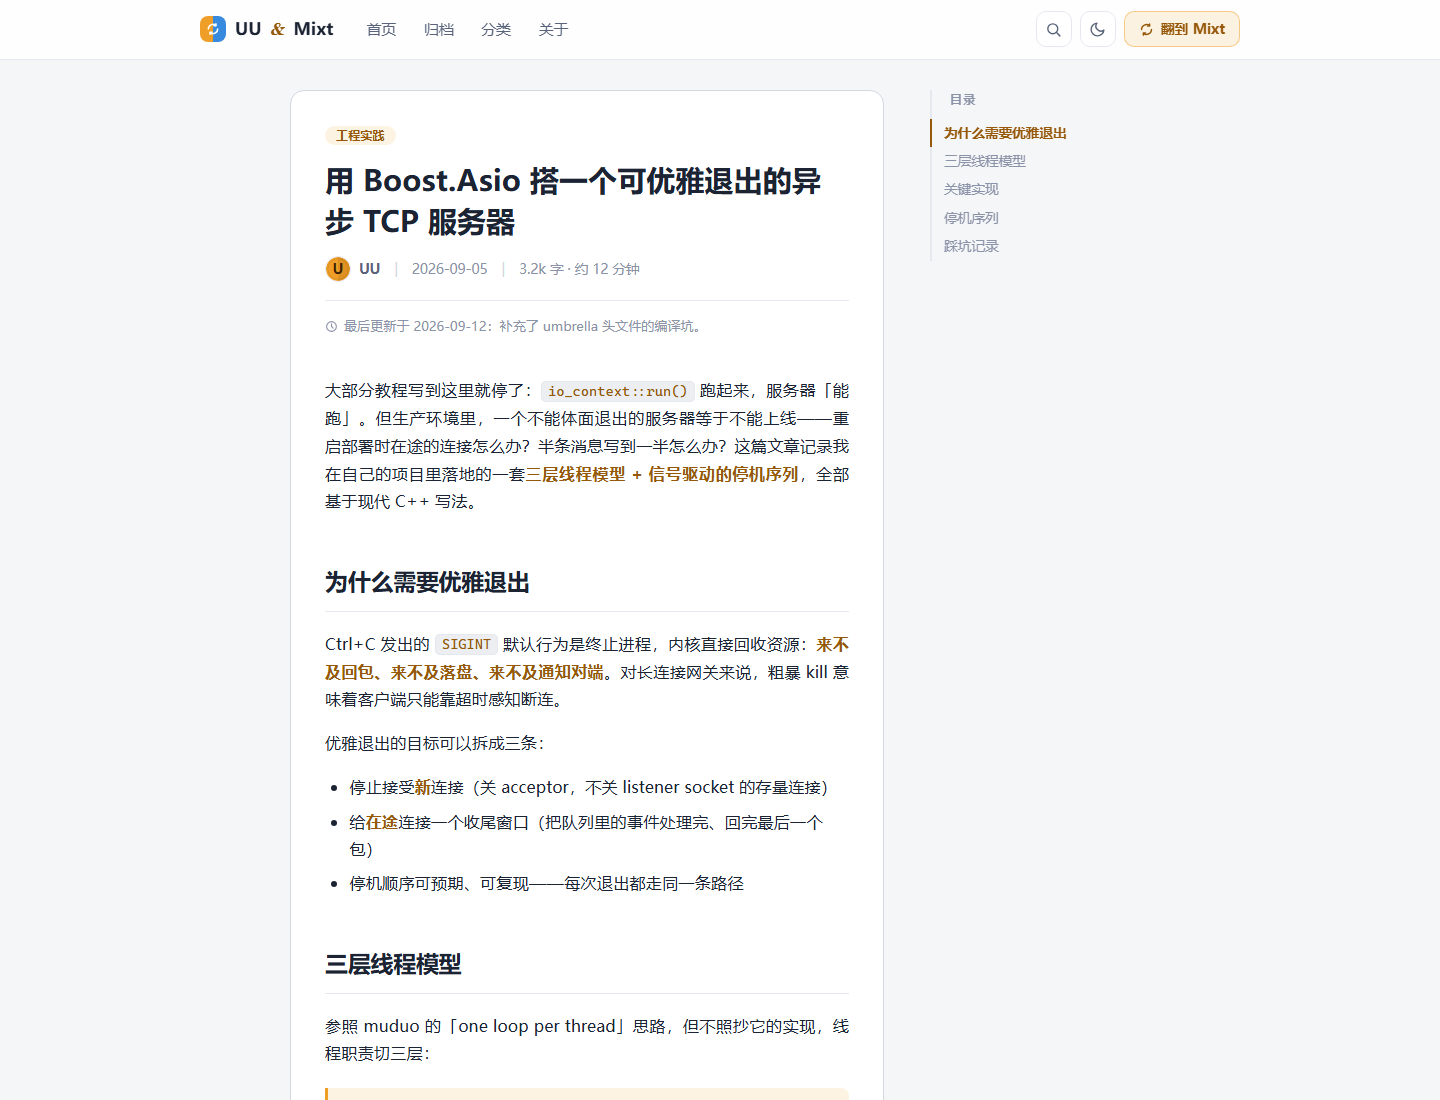 UU & Mixt 首页 归档 分类 关于 翻到 Mixt
工程实践
用 Boost.Asio 搭一个可优雅退出的异
步 TCP 服务器
U UU | 2026-09-05 | 3.2k 字 · 约 12 分钟
最后更新于 2026-09-12：补充了 umbrella 头文件的编译坑。
大部分教程写到这里就停了：io_context::run() 跑起来，服务器「能
跑」。但生产环境里，一个不能体面退出的服务器等于不能上线——重
启部署时在途的连接怎么办？半条消息写到一半怎么办？这篇文章记录我
在自己的项目里落地的一套三层线程模型 + 信号驱动的停机序列，全部
基于现代 C++ 写法。
为什么需要优雅退出
Ctrl+C 发出的 SIGINT 默认行为是终止进程，内核直接回收资源：来不
及回包、来不及落盘、来不及通知对端。对长连接网关来说，粗暴 kill 意
味着客户端只能靠超时感知断连。
优雅退出的目标可以拆成三条：
• 停止接受新连接（关 acceptor，不关 listener socket 的存量连接）
• 给在途连接一个收尾窗口（把队列里的事件处理完、回完最后一个
包）
• 停机顺序可预期、可复现——每次退出都走同一条路径
三层线程模型
参照 muduo 的「one loop per thread」思路，但不照抄它的实现，线
程职责切三层：
目录
为什么需要优雅退出
三层线程模型
关键实现
停机序列
踩坑记录